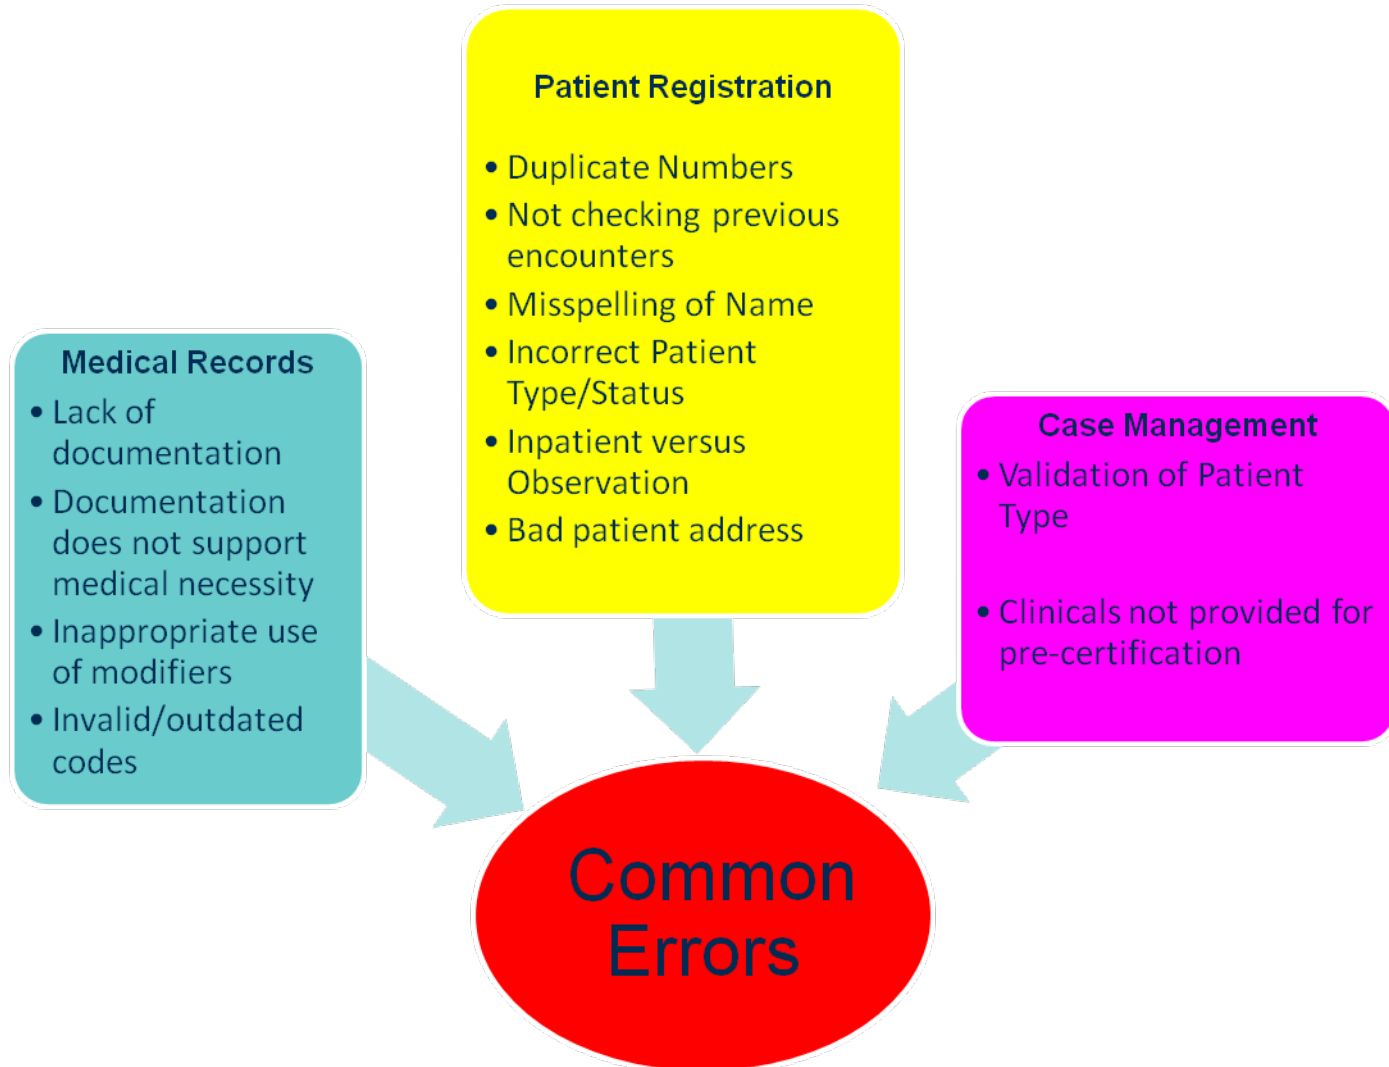 Patient Registration
• Duplicate Numbers
• Not checking previous
encounters
• Misspelling of Name
• Incorrect Patient
Type/Status
• Inpatient versus
Observation
• Bad patient address
Medical Records
• Lack of
documentation
• Documentation
does not support
medical necessity
• Inappropriate use
of modifiers
• Invalid/outdated
codes
Case Management
• Validation of Patient
Type
• Clinicals not provided for
pre-certification
Common
Errors